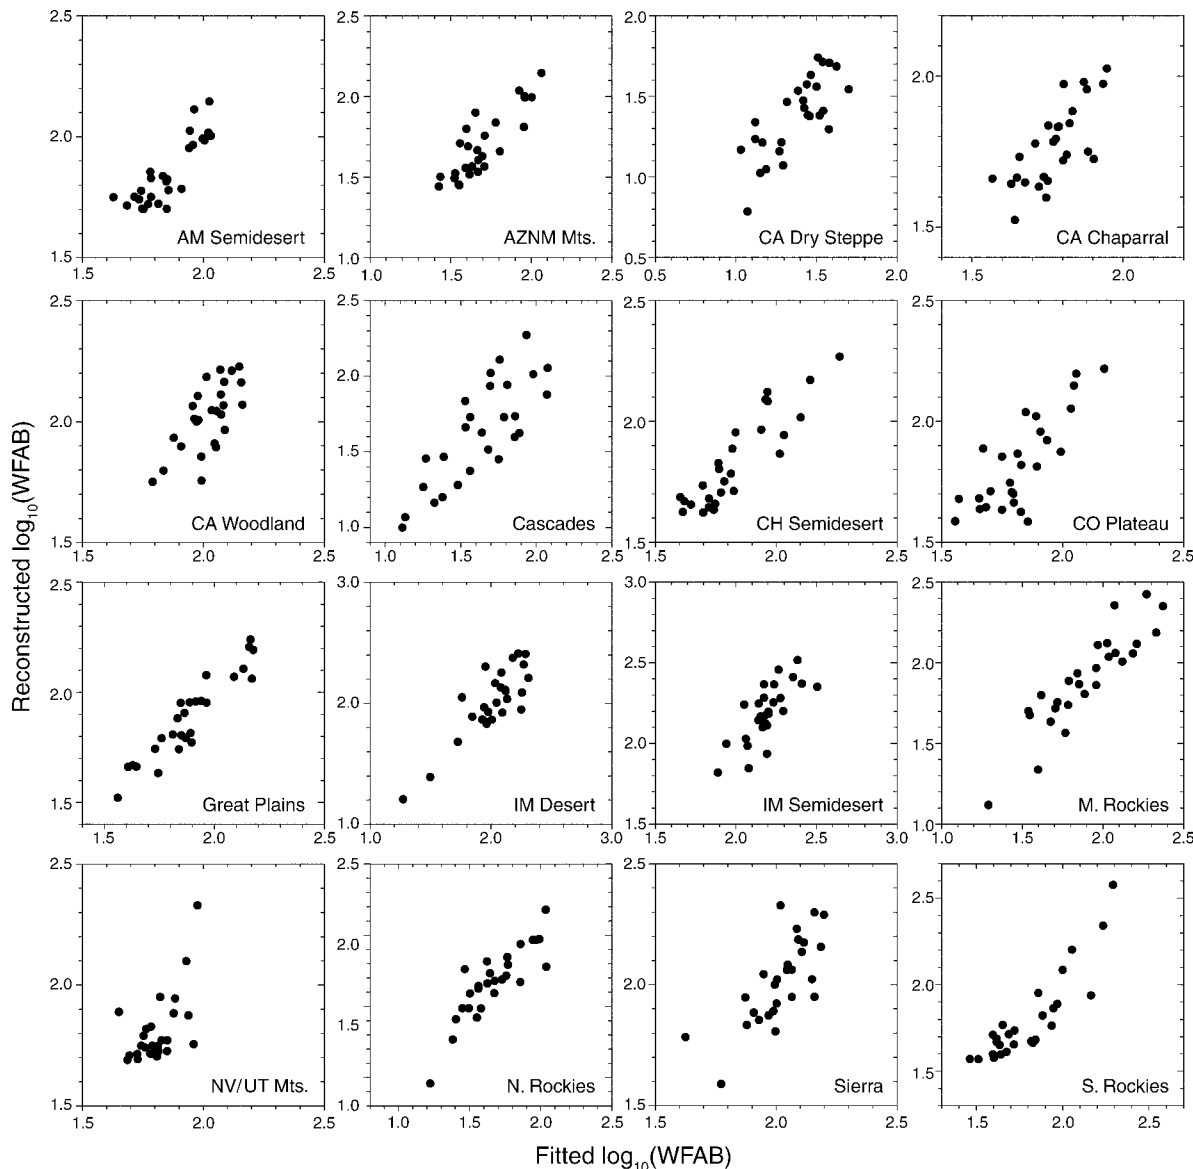 Reconstructed log10(WFAB)
2.5
2.0
1.5
AM Semidesert
1.5 2.0 2.5
2.5
2.0
1.5
1.0
AZNM Mts.
1.0 1.5 2.0 2.5
2.0
1.5
1.0
0.5
CA Dry Steppe
0.5 1.0 1.5 2.0
2.0
1.5
CA Chaparral
1.5 2.0
2.5
2.0
1.5
CA Woodland
1.5 2.0 2.5
2.5
2.0
1.5
1.0
Cascades
1.0 1.5 2.0 2.5
2.5
2.0
1.5
CH Semidesert
1.5 2.0 2.5
2.5
2.0
1.5
CO Plateau
1.5 2.0 2.5
2.5
2.0
1.5
Great Plains
1.5 2.0 2.5
3.0
2.0
1.0
IM Desert
1.0 2.0 3.0
3.0
2.5
2.0
1.5
IM Semidesert
1.5 2.0 2.5 3.0
2.5
2.0
1.5
1.0
M. Rockies
1.0 1.5 2.0 2.5
2.5
2.0
1.5
NV/UT Mts.
1.5 2.0 2.5
2.5
2.0
1.5
1.0
N. Rockies
1.0 1.5 2.0 2.5
2.5
2.0
1.5
Sierra
1.5 2.0 2.5
2.5
2.0
1.5
S. Rockies
1.5 2.0 2.5
Fitted log10(WFAB)